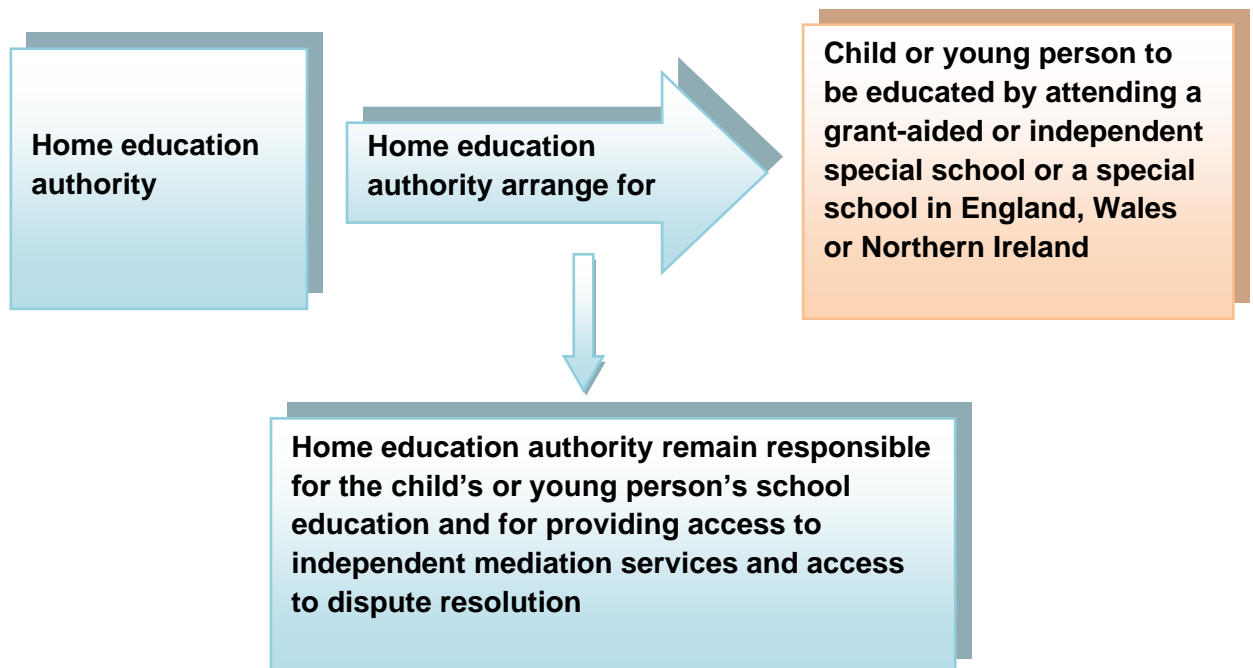 Home education
authority
Home education
authority arrange for
Child or young person to
be educated by attending a
grant-aided or independent
special school or a special
school in England, Wales
or Northern Ireland
Home education authority remain responsible
for the child’s or young person’s school
education and for providing access to
independent mediation services and access
to dispute resolution